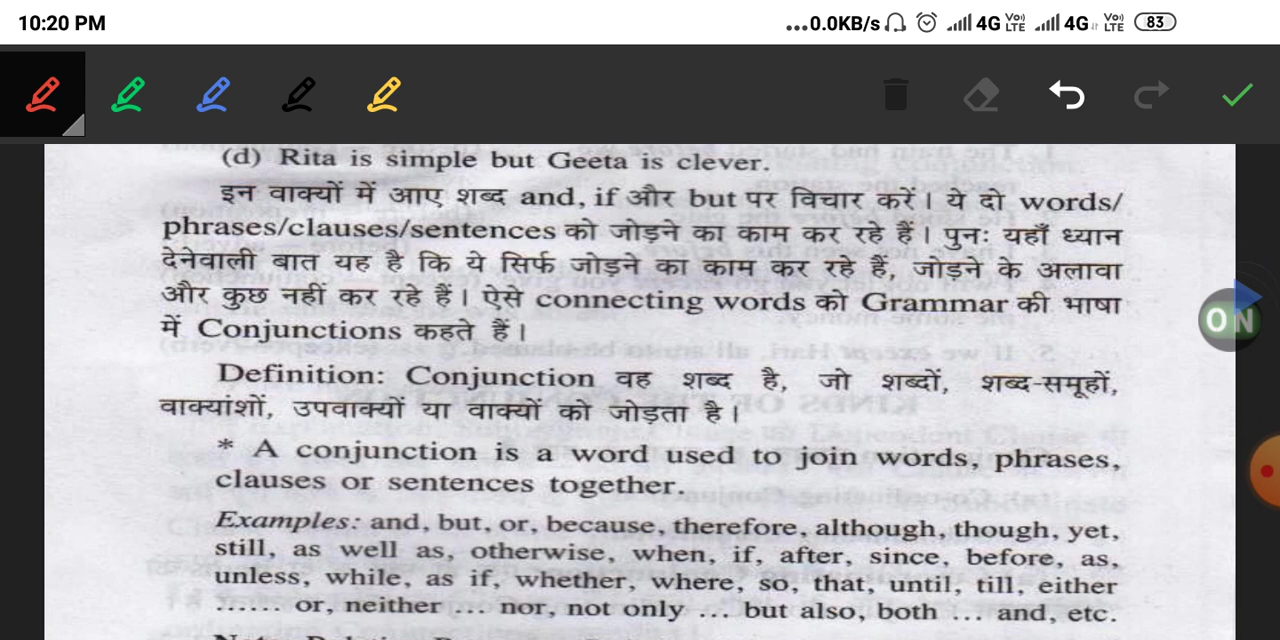 10:20 PM
...0.0KB/s 4G Vo) LTE 4G Vo) LTE 83
(d) Rita is simple but Geeta is clever.
इन वाक्यों में आए शब्द and, if और but पर विचार करें। ये दो words/
phrases/clauses/sentences को जोड़ने का काम कर रहे हैं। पुनः यहाँ ध्यान
देनेवाली बात यह है कि ये सिर्फ जोड़ने का काम कर रहे हैं, जोड़ने के अलावा
और कुछ नहीं कर रहे हैं। ऐसे connecting words को Grammar की भाषा
में Conjunctions कहते हैं।
ON
Definition: Conjunction वह शब्द है, जो शब्दों, शब्द-समूहों,
वाक्यांशों, उपवाक्यों या वाक्यों को जोड़ता है।
* A conjunction is a word used to join words, phrases,
clauses or sentences together.
Examples: and, but, or, because, therefore, although, though, yet,
still, as well as, otherwise, when, if, after, since, before, as,
unless, while, as if, whether, where, so, that, until, till, either
...... or, neither ... nor, not only ... but also, both ... and, etc.